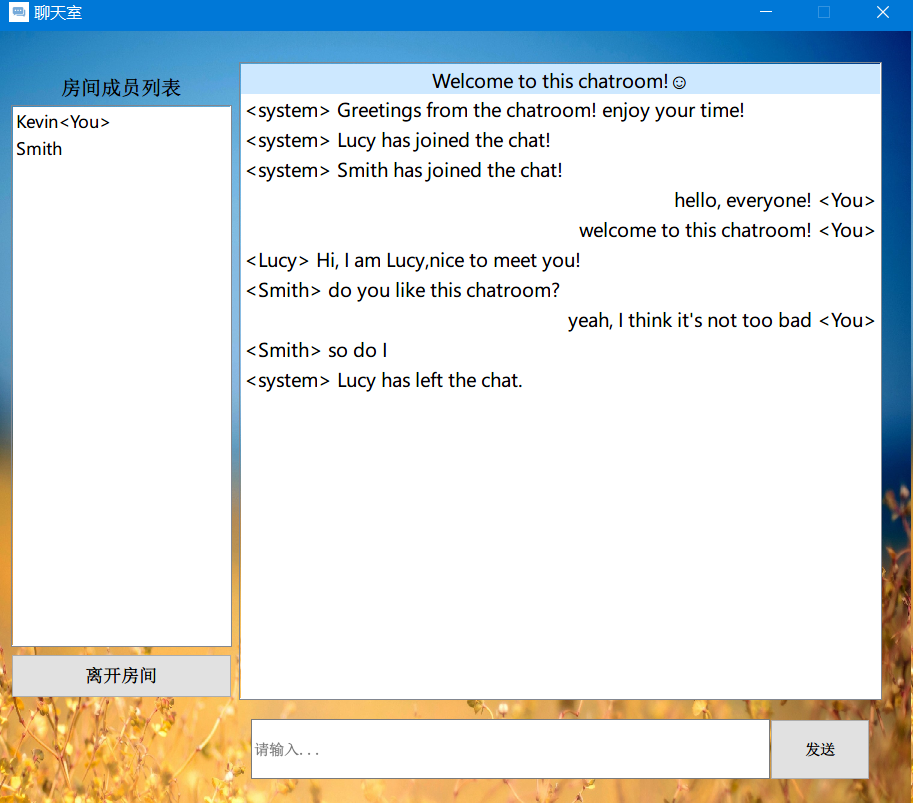 聊天室
房间成员列表
Kevin<You>
Smith
离开房间
Welcome to this chatroom!☺
<system> Greetings from the chatroom! enjoy your time!
<system> Lucy has joined the chat!
<system> Smith has joined the chat!
hello, everyone! <You>
welcome to this chatroom! <You>
<Lucy> Hi, I am Lucy,nice to meet you!
<Smith> do you like this chatroom?
yeah, I think it's not too bad <You>
<Smith> so do I
<system> Lucy has left the chat.
请输入...
发送